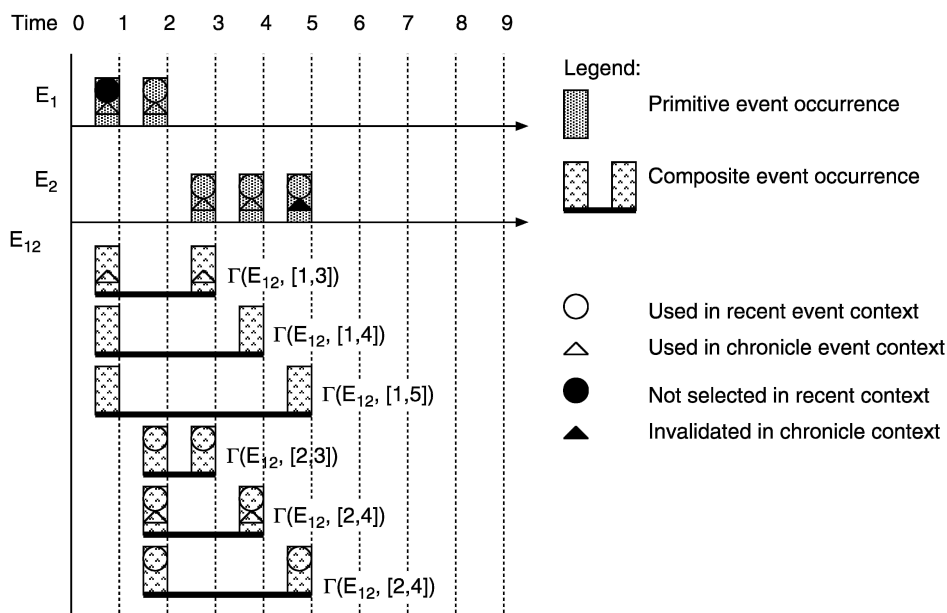 Time 0 1 2 3 4 5 6 7 8 9
Legend:
E1
Primitive event occurrence
E2
Composite event occurrence
E12
Γ(E12, [1,3])
Used in recent event context
Γ(E12, [1,4])
Used in chronicle event context
Γ(E12, [1,5])
Not selected in recent context
Invalidated in chronicle context
Γ(E12, [2,3])
Γ(E12, [2,4])
Γ(E12, [2,4])